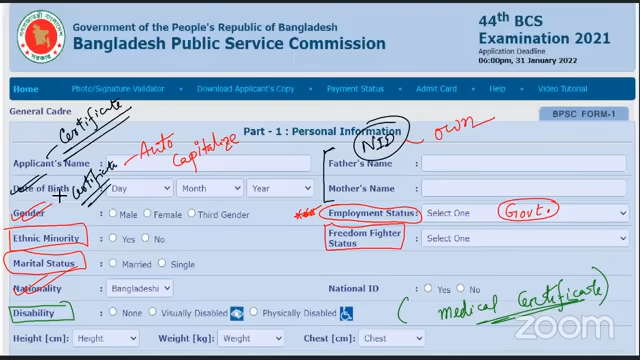 Government of the People's Republic of Bangladesh
Bangladesh Public Service Commission
44th BCS
Examination 2021
Application Deadline
06:00pm, 31 January 2022
Home Photo/Signature Validator Download Applicant's Copy Payment Status Admit Card Help Video Tutorial
General Cadre
BPSC FORM-1
Certificate
Part - 1 : Personal Information
NID own
Auto
Capitalize
Applicant's Name
Father's Name
Certificate
Date of Birth Day Month Year
Mother's Name
Gender Male Female Third Gender
Employment Status: Select One Govt.
Ethnic Minority Yes No
Freedom Fighter
Status Select One
Marital Status Married Single
Nationality Bangladeshi
National ID Yes No
Disability None Visually Disabled Physically Disabled
(Medical Certificate)
Height [cm] Height Weight [kg] Weight Chest [cm] Chest
zoom